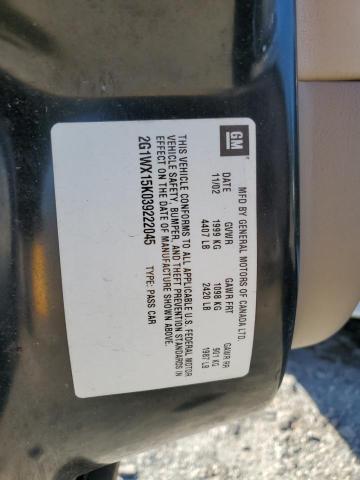 GM
MFD BY GENERAL MOTORS OF CANADA LTD.
DATE GVWR GAWR FRT GAWR RR
11/02 1999 KG 1098 KG 901 KG
4407 LB 2420 LB 1987 LB
THIS VEHICLE CONFORMS TO ALL APPLICABLE U.S. FEDERAL MOTOR
VEHICLE SAFETY, BUMPER, AND THEFT PREVENTION STANDARDS IN
EFFECT ON THE DATE OF MANUFACTURE SHOWN ABOVE.
2G1WX15K039222045 TYPE: PASS CAR